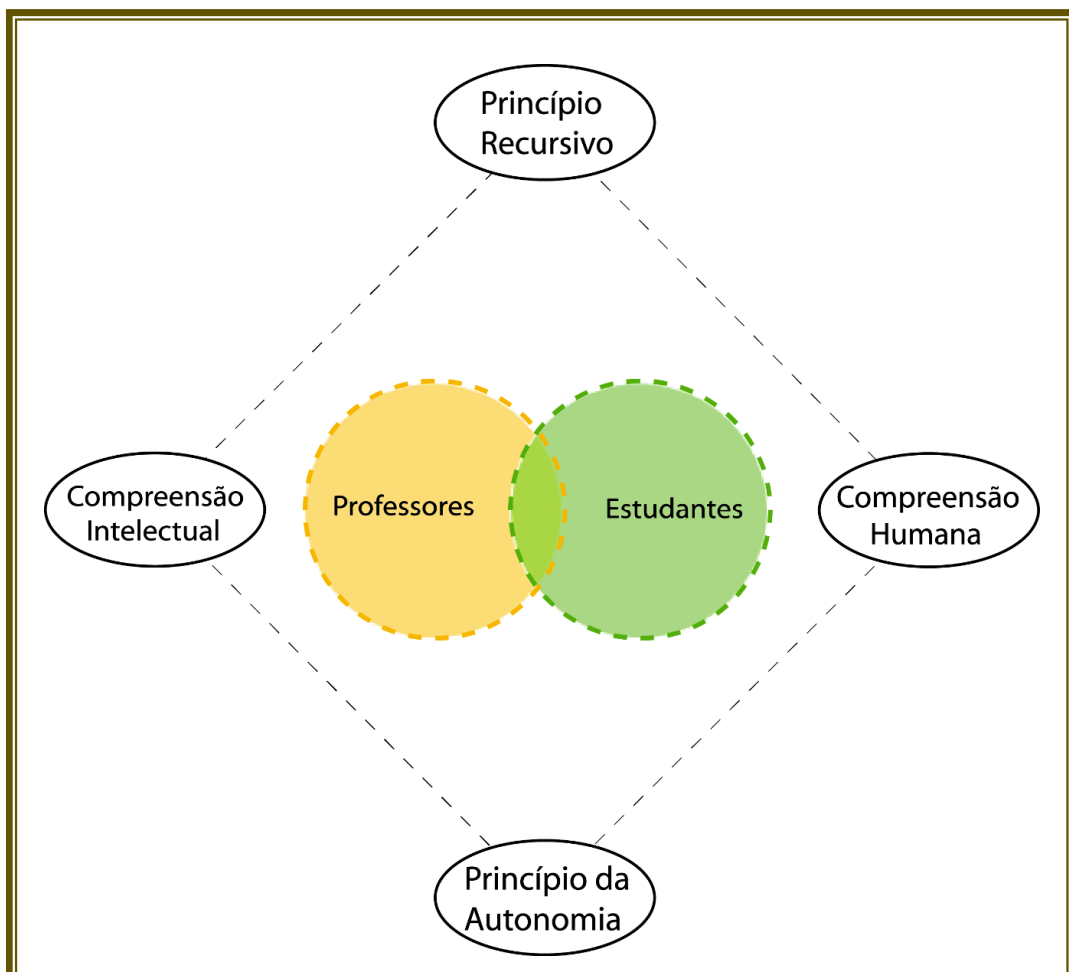 Princípio
Recursivo
Compreensão
Intelectual
Professores
Estudantes
Compreensão
Humana
Princípio da
Autonomia